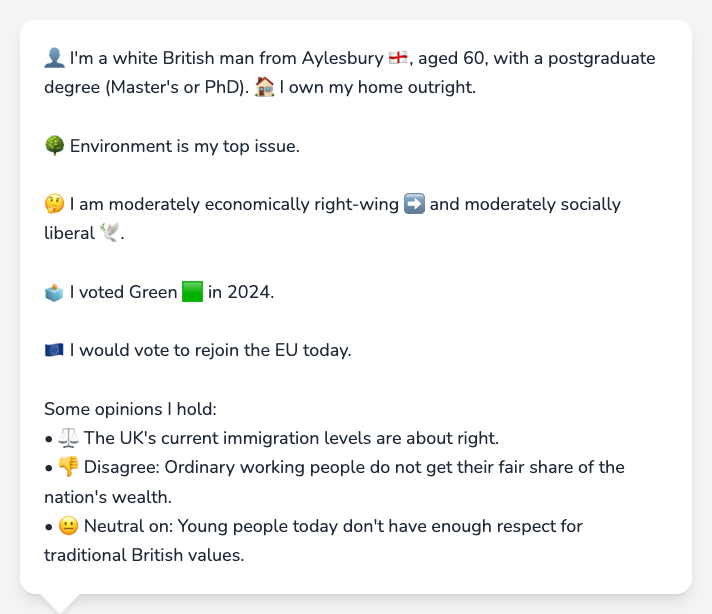 👤 I'm a white British man from Aylesbury 🏴󠁧󠁢󠁥󠁮󠁧󠁿, aged 60, with a postgraduate
degree (Master's or PhD). 🏠 I own my home outright.
🌳 Environment is my top issue.
🤔 I am moderately economically right-wing ➡️ and moderately socially
liberal 🕊️.
🗳️ I voted Green 🟩 in 2024.
🇪🇺 I would vote to rejoin the EU today.
Some opinions I hold:
• ⚖️ The UK's current immigration levels are about right.
• 👎 Disagree: Ordinary working people do not get their fair share of the
nation's wealth.
• 😐 Neutral on: Young people today don't have enough respect for
traditional British values.